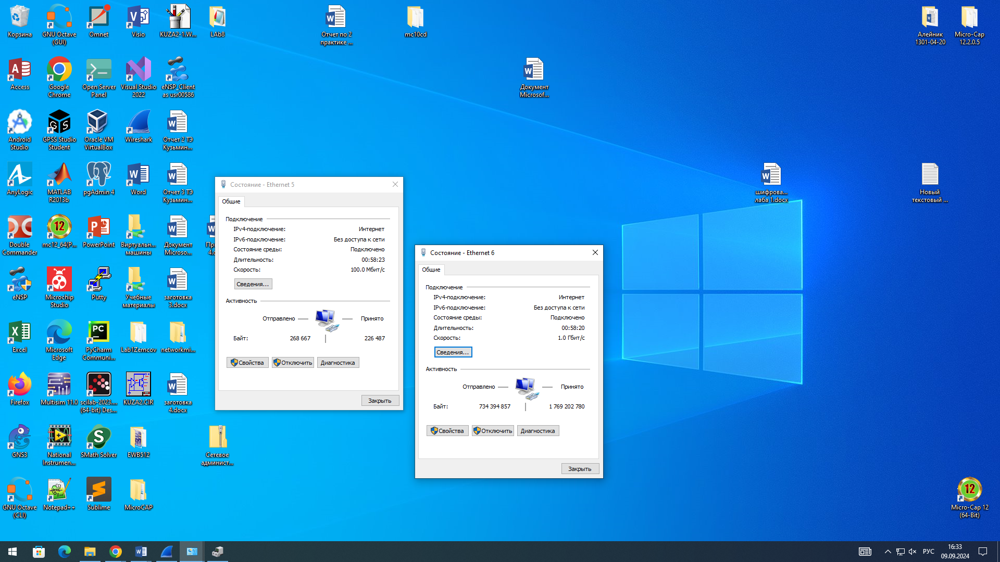 Корзина
GNU Octave
(GUI)
Omnet
Visio
KUZA2-1.W...
LAb8
Отчет по 2
практике ...
mc10cd
Алейник
1301-04-20
Micro-Cap
12.2.0.5
Access
Google
Chrome
Open Server
Panel
Visual Studio
2022
eNSP_Client
as usr00586
Документ
Microsof...
Android
Studio
GPSS Studio
Student
Oracle VM
VirtualBox
Wireshark
Отчет 2 ТЭ
Кузьмин...
AnyLogic
MATLAB
R2013b
pgAdmin 4
Word
Отчет 3 ТЭ
Кузьмин...
шифрова...
лаба 1.docx
Новый
текстовый ...
Double
Commander
mc12_64(P...
PowerPoint
Виртуальн...
машины
Документ
Microso...
eNSP
Microchip
Studio
Putty
Учебные
материалы
заготовка
3.docx
Excel
Microsoft
Edge
PyCharm
Communi...
Lab1Zemcov
networkmi...
Firefox
Multisim 11.0
scilab-2023....
(64-bit) Des...
KUZA2.CIR
заготовка
4.docx
GNS3
National
Instrumen...
SMath Solver
EWB512
Сетевое
админист...
GNU Octave
(CLI)
Notepad++
Sublime
MicroCAP
Micro-Cap 12
(64-Bit)
Состояние - Ethernet 5
Общие
Подключение
IPv4-подключение: Интернет
IPv6-подключение: Без доступа к сети
Состояние среды: Подключено
Длительность: 00:58:23
Скорость: 100.0 Мбит/с
Сведения...
Активность
Отправлено — — Принято
Байт: 268 667 226 487
Свойства Отключить Диагностика
Закрыть
Состояние - Ethernet 6
Общие
Подключение
IPv4-подключение: Интернет
IPv6-подключение: Без доступа к сети
Состояние среды: Подключено
Длительность: 00:58:20
Скорость: 1.0 Гбит/с
Сведения...
Активность
Отправлено — — Принято
Байт: 734 394 857 1 769 202 780
Свойства Отключить Диагностика
Закрыть
РУС
16:33
09.09.2024